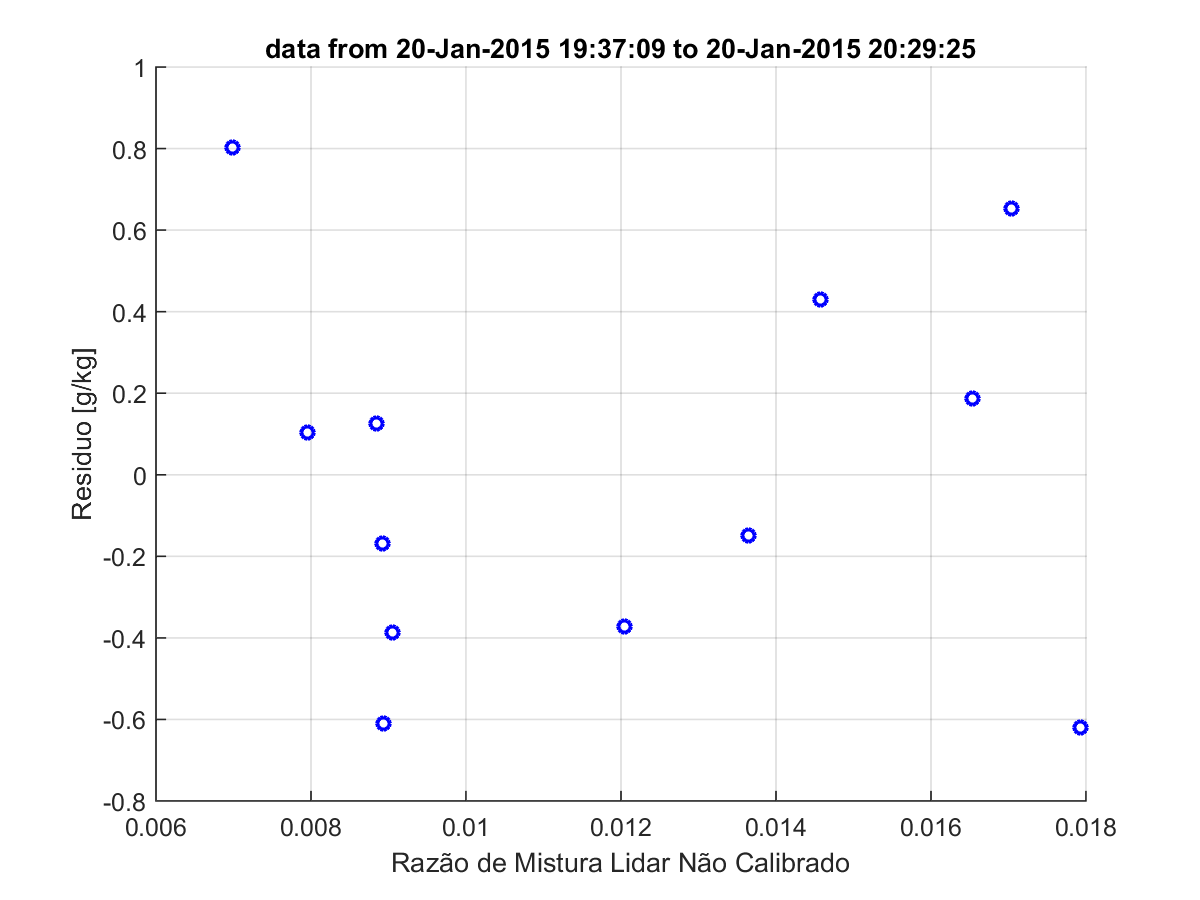 data from 20-Jan-2015 19:37:09 to 20-Jan-2015 20:29:25
1
0.8
0.6
0.4
0.2
0
-0.2
-0.4
-0.6
-0.8
Residuo [g/kg]
0.006 0.008 0.01 0.012 0.014 0.016 0.018
Razão de Mistura Lidar Não Calibrado